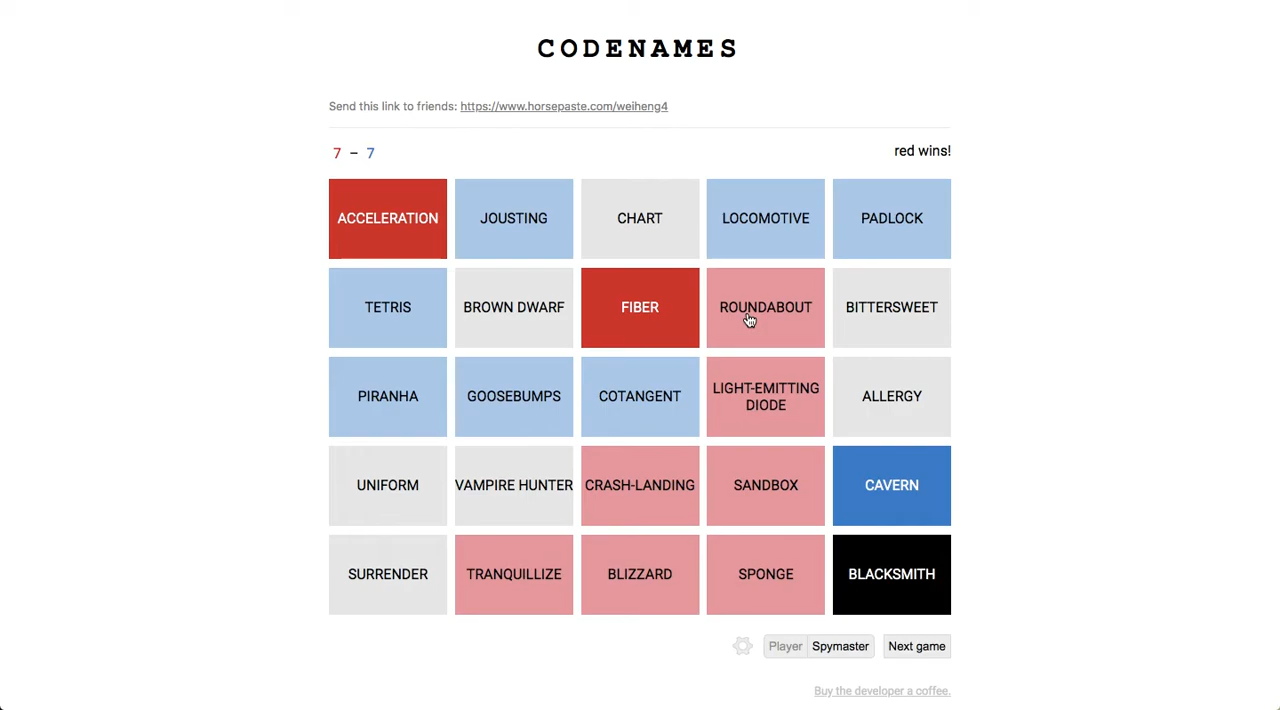 CODENAMES
Send this link to friends: https://www.horsepaste.com/weiheng4
7 – 7
red wins!
ACCELERATION
JOUSTING
CHART
LOCOMOTIVE
PADLOCK
TETRIS
BROWN DWARF
FIBER
ROUNDABOUT
BITTERSWEET
PIRANHA
GOOSEBUMPS
COTANGENT
LIGHT-EMITTING
DIODE
ALLERGY
UNIFORM
VAMPIRE HUNTER
CRASH-LANDING
SANDBOX
CAVERN
SURRENDER
TRANQUILLIZE
BLIZZARD
SPONGE
BLACKSMITH
Player
Spymaster
Next game
Buy the developer a coffee.